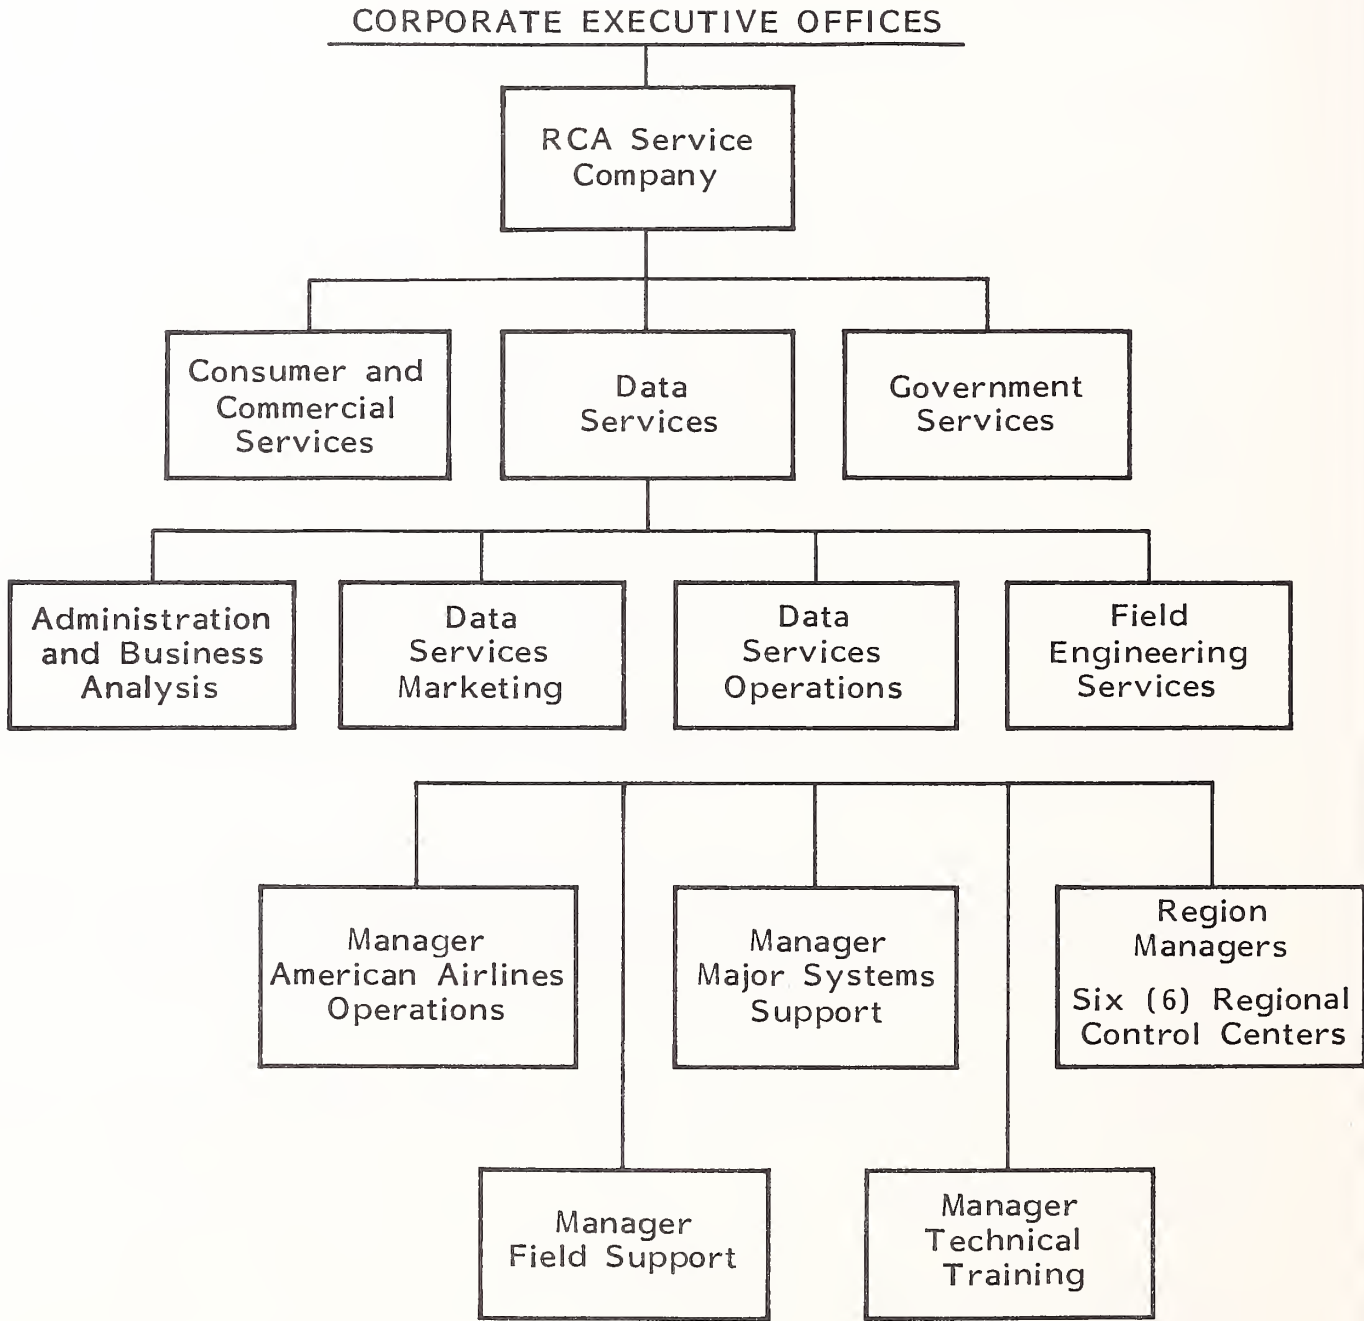 CORPORATE EXECUTIVE OFFICES
RCA Service
Company
Consumer and
Commercial
Services
Data
Services
Government
Services
Administration
and Business
Analysis
Data
Services
Marketing
Data
Services
Operations
Field
Engineering
Services
Manager
American Airlines
Operations
Manager
Major Systems
Support
Region
Managers
Six (6) Regional
Control Centers
Manager
Field Support
Manager
Technical
Training